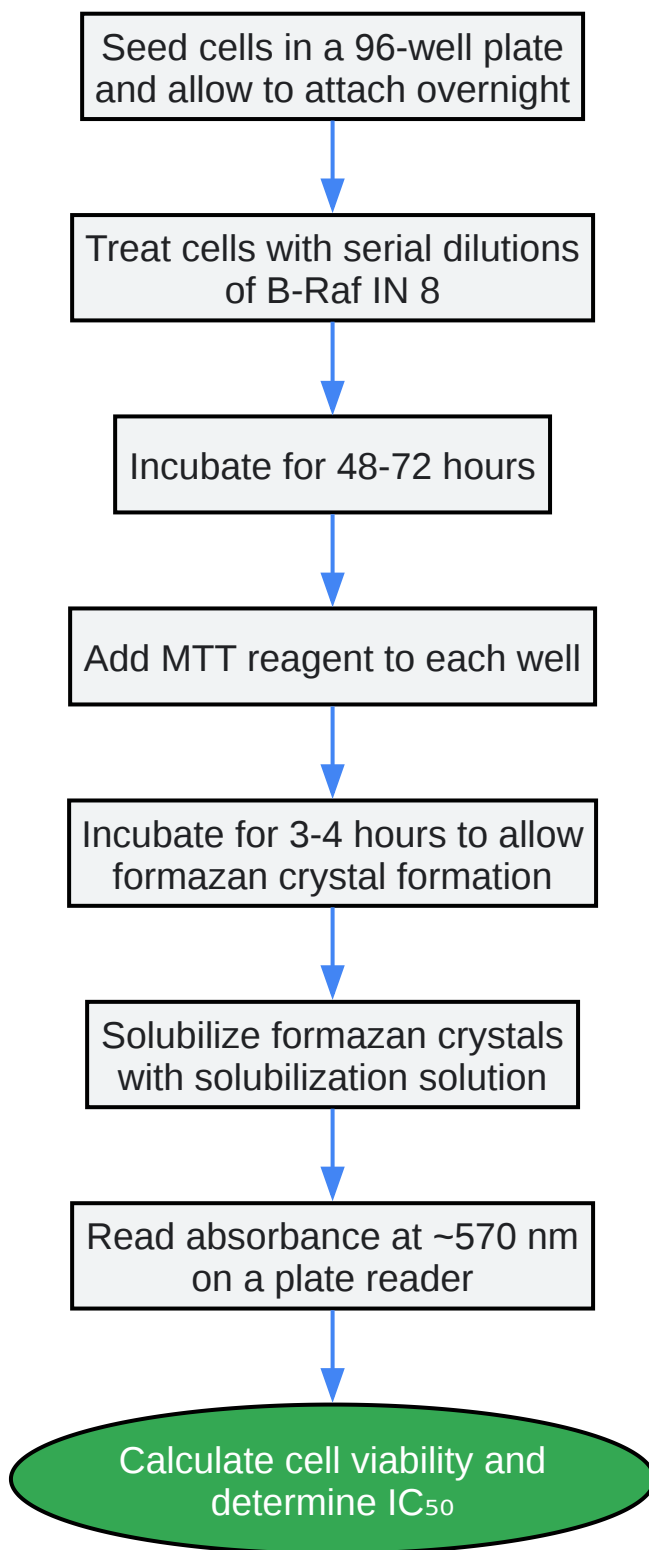 Seed cells in a 96-well plate
and allow to attach overnight
Treat cells with serial dilutions
of B-Raf IN 8
Incubate for 48-72 hours
Add MTT reagent to each well
Incubate for 3-4 hours to allow
formazan crystal formation
Solubilize formazan crystals
with solubilization solution
Read absorbance at ~570 nm
on a plate reader
Calculate cell viability and
determine IC₅₀